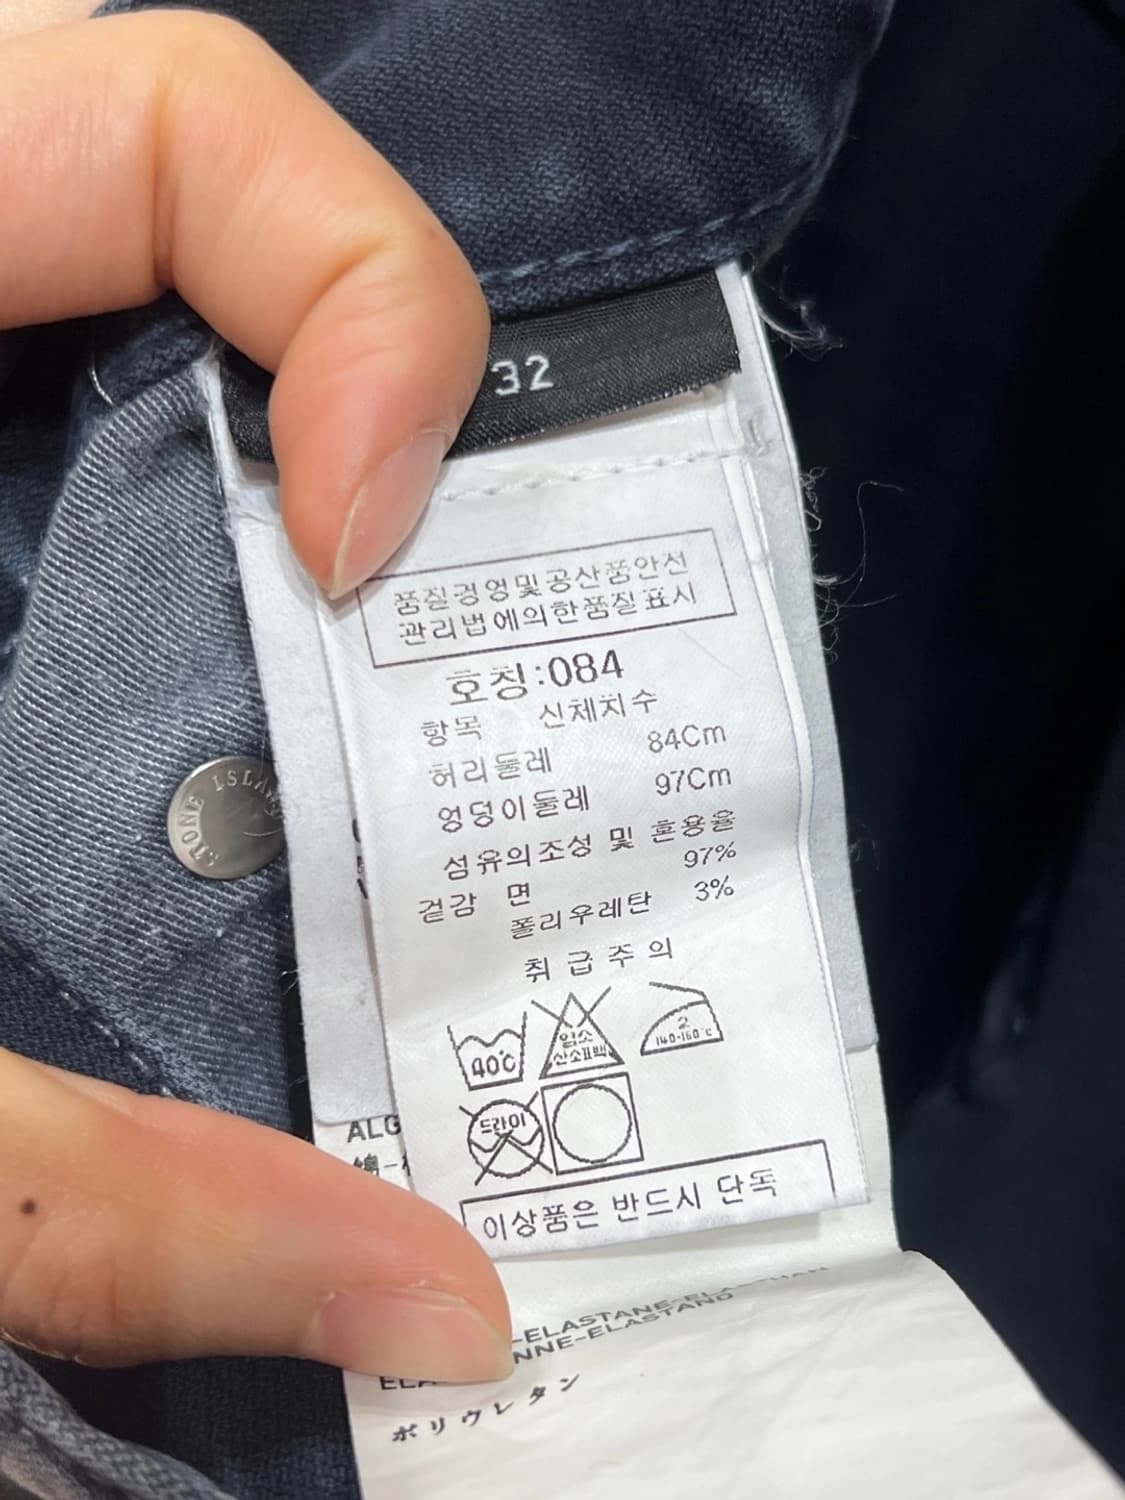 32
품질경영및공산품안전
관리법에의한품질표시
호칭:084
항목 신체치수
허리둘레 84Cm
엉덩이둘레 97Cm
섬유의조성 및 혼용율
겉감 면 97%
폴리우레탄 3%
취급주의
40℃
염소
산소표백
2
140-160℃
드라이
이상품은 반드시 단독
STONE ISLA
ALG
綿-
-ELASTANE-ELASTHAN
NNE-ELASTANO
ポリウレタン